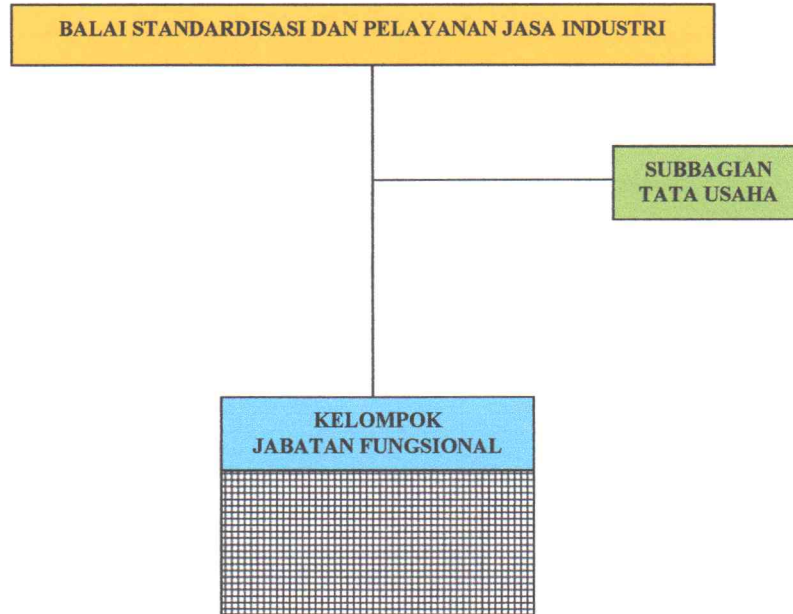 BALAI STANDARDISASI DAN PELAYANAN JASA INDUSTRI
SUBBAGIAN
TATA USAHA
KELOMPOK
JABATAN FUNGSIONAL